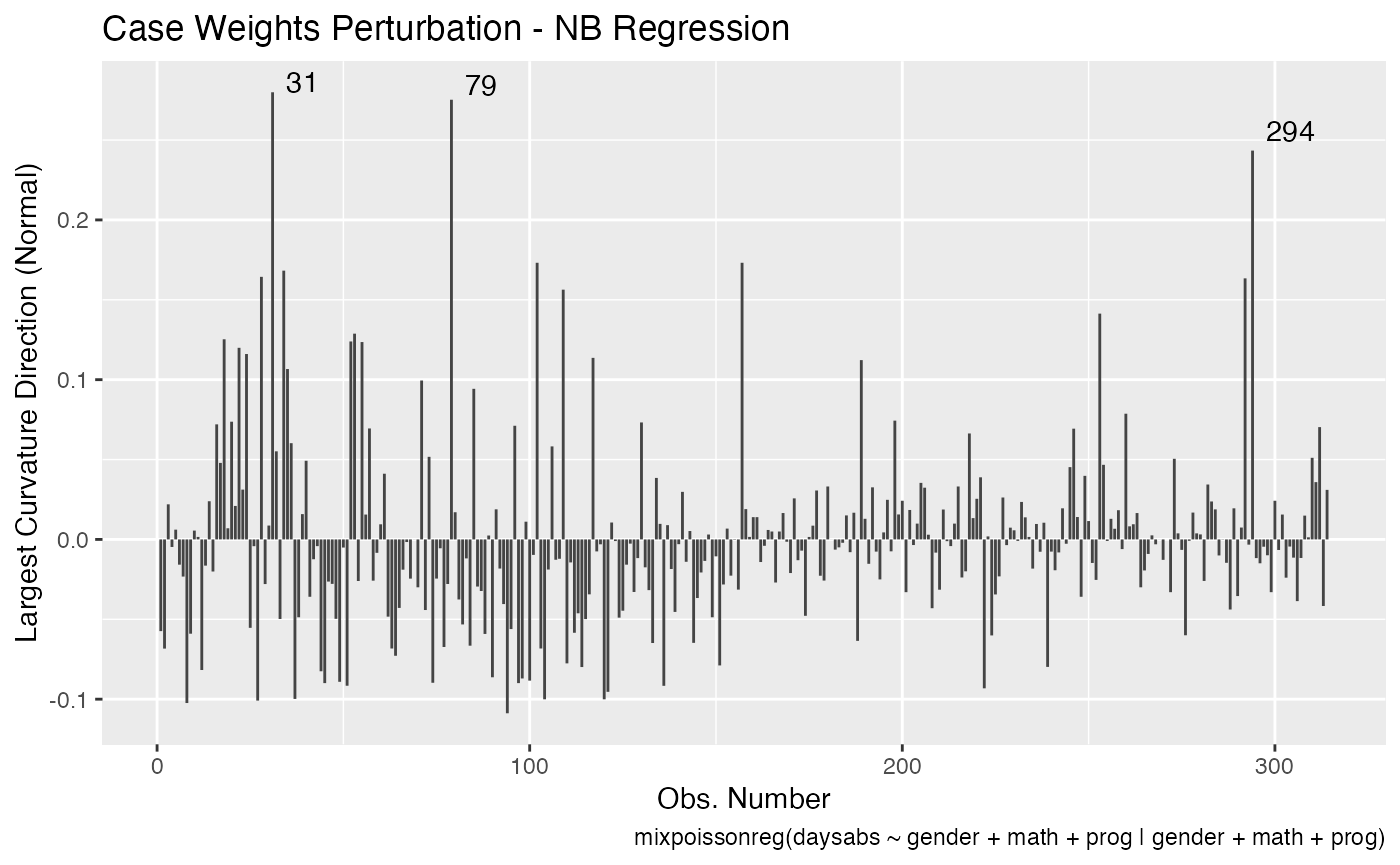 Case Weights Perturbation - NB Regression
31
79
294
Largest Curvature Direction (Normal)
0.2
0.1
0.0
-0.1
0 100 200 300
Obs. Number
mixpoissonreg(daysabs ~ gender + math + prog | gender + math + prog)